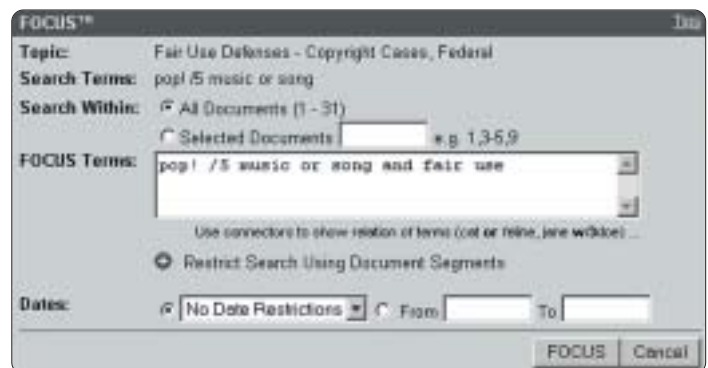 FOCUS™ Tips
Topic: Fair Use Defenses - Copyright Cases, Federal
Search Terms: pop! /5 music or song
Search Within: All Documents (1 - 31)
Selected Documents e.g. 1,3-5,9
FOCUS Terms: pop! /5 music or song and fair use
Use connectors to show relation of terms (cat or feline, jane w/3 doe) ...
Restrict Search Using Document Segments
Dates: No Date Restrictions From To
FOCUS Cancel